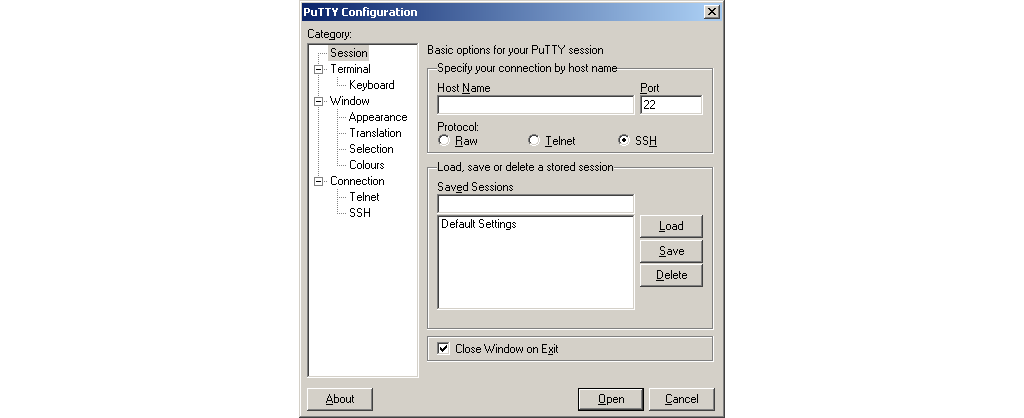 PuTTY Configuration
Category:
Session
Terminal
Keyboard
Window
Appearance
Translation
Selection
Colours
Connection
Telnet
SSH
Basic options for your PuTTY session
Specify your connection by host name
Host Name
Port
22
Protocol:
Raw
Telnet
SSH
Load, save or delete a stored session
Saved Sessions
Default Settings
Load
Save
Delete
Close Window on Exit
About
Open
Cancel